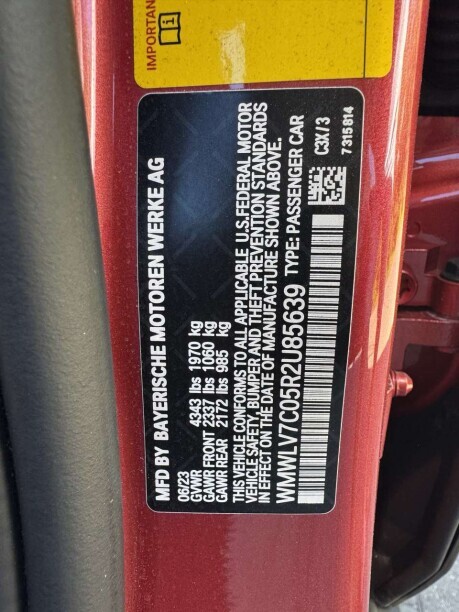 IMPORTAN
MFD BY BAYERISCHE MOTOREN WERKE AG
06/23
GVWR 4343 lbs 1970 kg
GAWR FRONT 2337 lbs 1060 kg
GAWR REAR 2172 lbs 985 kg
THIS VEHICLE CONFORMS TO ALL APPLICABLE U.S.FEDERAL MOTOR
VEHICLE SAFETY, BUMPER AND THEFT PREVENTION STANDARDS
IN EFFECT ON THE DATE OF MANUFACTURE SHOWN ABOVE.
WMWLV7C05R2U85639 TYPE: PASSENGER CAR
C3X/3
7315814